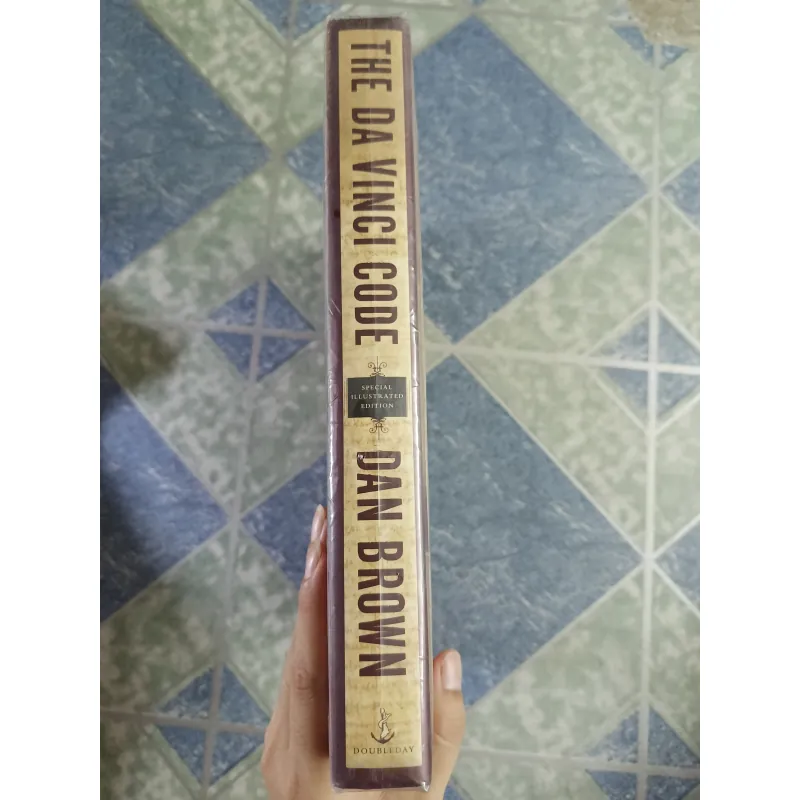 THE DA VINCI CODE
SPECIAL
ILLUSTRATED
EDITION
DAN BROWN
DOUBLEDAY